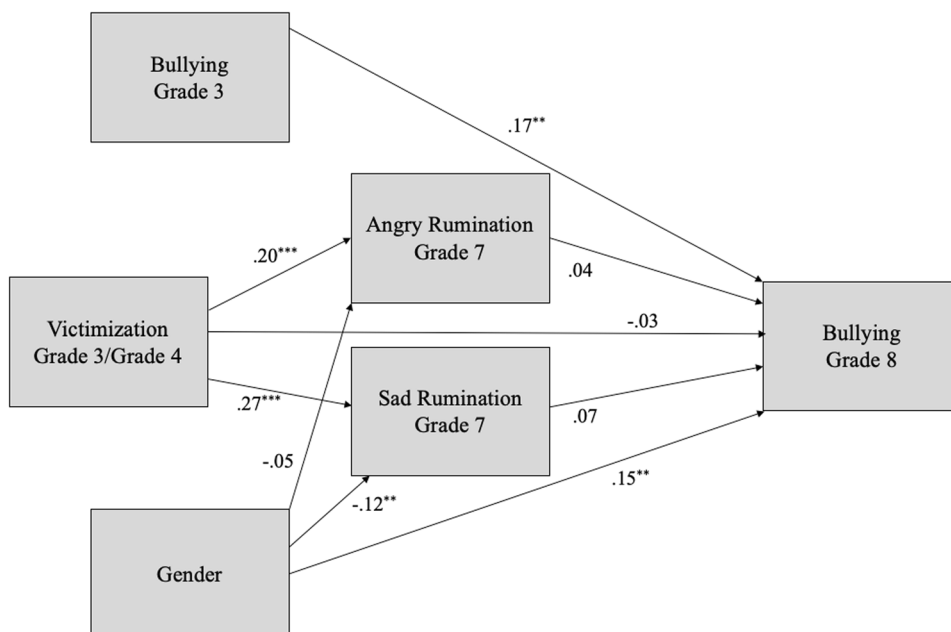 Bullying
Grade 3
.17**
Angry Rumination
Grade 7
.20***
.04
Victimization
Grade 3/Grade 4
-.03
Bullying
Grade 8
Sad Rumination
Grade 7
.27***
.07
-.05
.15**
-.12**
Gender